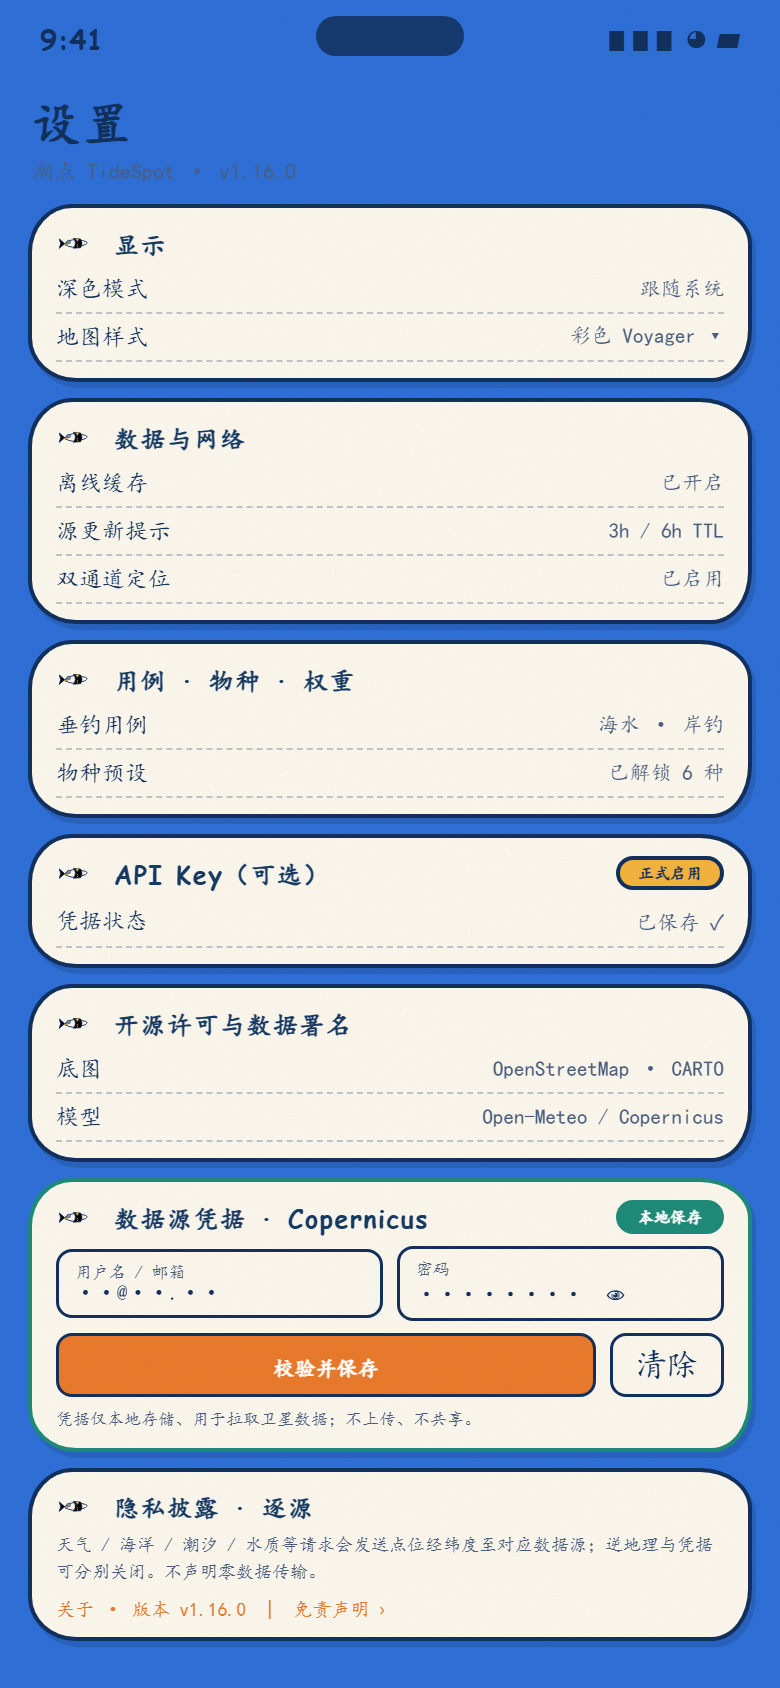 9:41
设置
潮点 TideSpot • v1.16.0
显示
深色模式 跟随系统
地图样式 彩色 Voyager ▾
数据与网络
离线缓存 已开启
源更新提示 3h / 6h TTL
双通道定位 已启用
用例 · 物种 · 权重
垂钓用例 海水 • 岸钓
物种预设 已解锁 6 种
API Key（可选） 正式启用
凭据状态 已保存 ✓
开源许可与数据署名
底图 OpenStreetMap • CARTO
模型 Open-Meteo / Copernicus
数据源凭据 · Copernicus 本地保存
用户名 / 邮箱 密码
••@••.•• ••••••••
校验并保存 清除
凭据仅本地存储、用于拉取卫星数据；不上传、不共享。
隐私披露 · 逐源
天气 / 海洋 / 潮汐 / 水质等请求会发送点位经纬度至对应数据源；逆地理与凭据
可分别关闭。不声明零数据传输。
关于 • 版本 v1.16.0 | 免责声明 ›